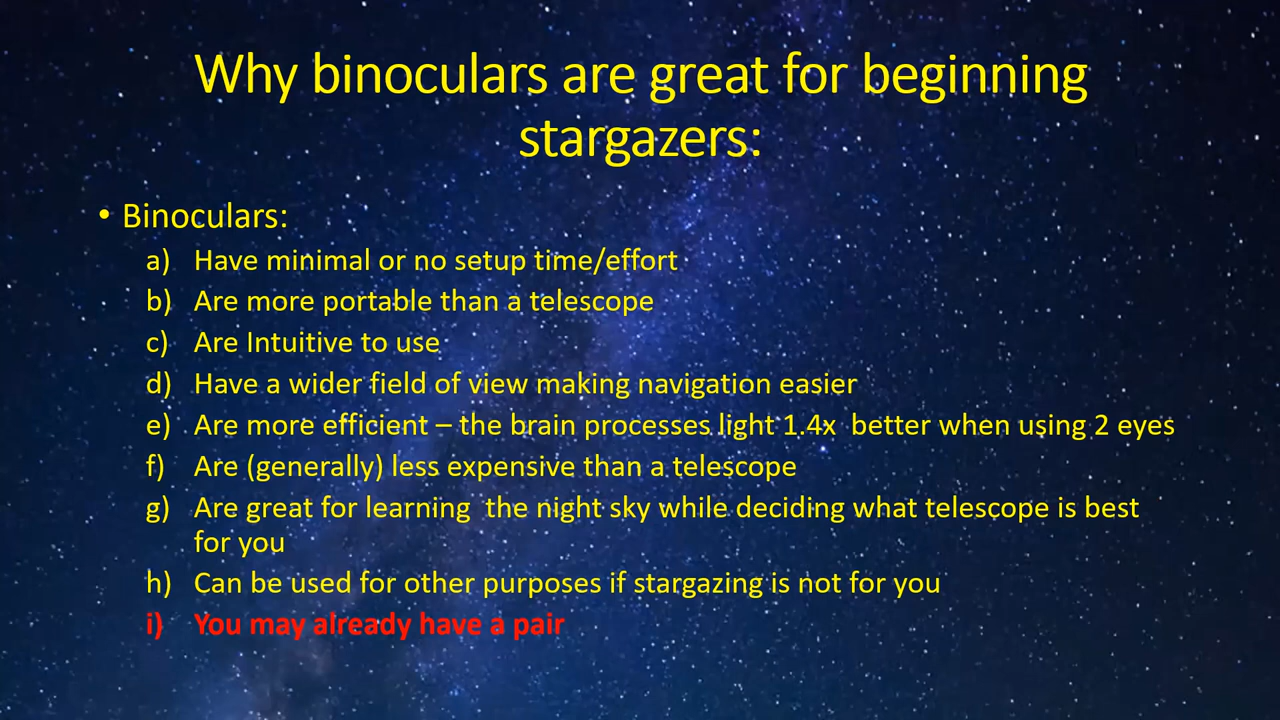 Why binoculars are great for beginning
stargazers:
• Binoculars:
a) Have minimal or no setup time/effort
b) Are more portable than a telescope
c) Are Intuitive to use
d) Have a wider field of view making navigation easier
e) Are more efficient – the brain processes light 1.4x  better when using 2 eyes
f) Are (generally) less expensive than a telescope
g) Are great for learning  the night sky while deciding what telescope is best
for you
h) Can be used for other purposes if stargazing is not for you
i) You may already have a pair